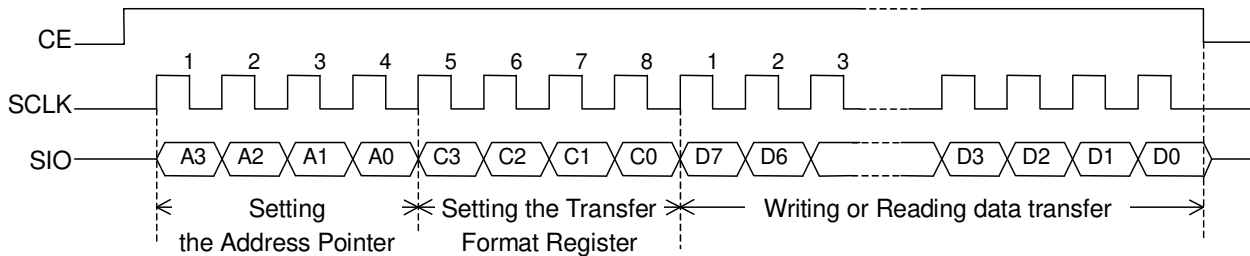 CE
1 2 3 4 5 6 7 8 1 2 3
SCLK
SIO A3 A2 A1 A0 C3 C2 C1 C0 D7 D6 D3 D2 D1 D0
Setting Setting the Transfer Writing or Reading data transfer
the Address Pointer Format Register